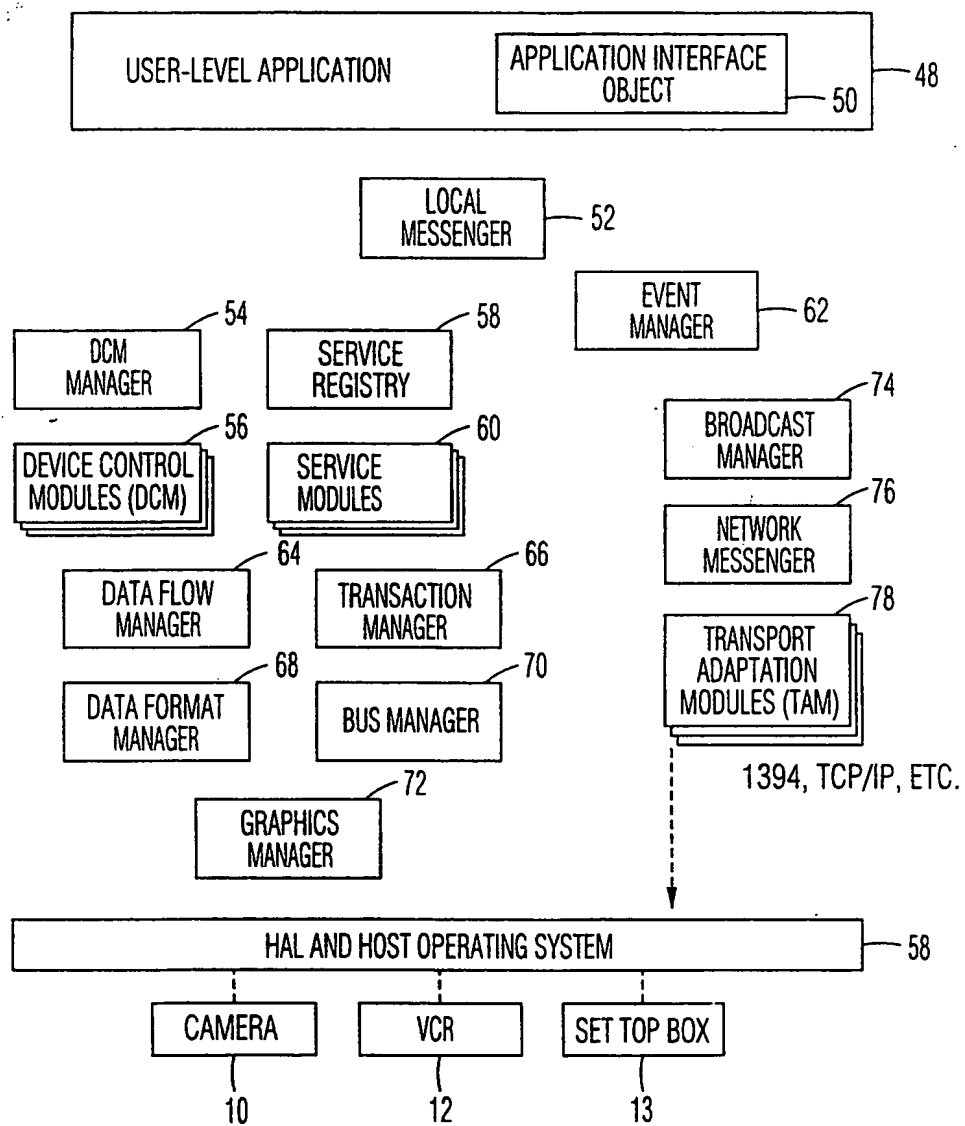 USER-LEVEL APPLICATION
APPLICATION INTERFACE
OBJECT
50
48
LOCAL
MESSENGER
52
EVENT
MANAGER
62
54
DCM
MANAGER
58
SERVICE
REGISTRY
74
BROADCAST
MANAGER
56
DEVICE CONTROL
MODULES (DCM)
60
SERVICE
MODULES
76
NETWORK
MESSENGER
64
DATA FLOW
MANAGER
66
TRANSACTION
MANAGER
78
TRANSPORT
ADAPTATION
MODULES (TAM)
68
DATA FORMAT
MANAGER
70
BUS MANAGER
1394, TCP/IP, ETC.
72
GRAPHICS
MANAGER
HAL AND HOST OPERATING SYSTEM
58
CAMERA
VCR
SET TOP BOX
10
12
13